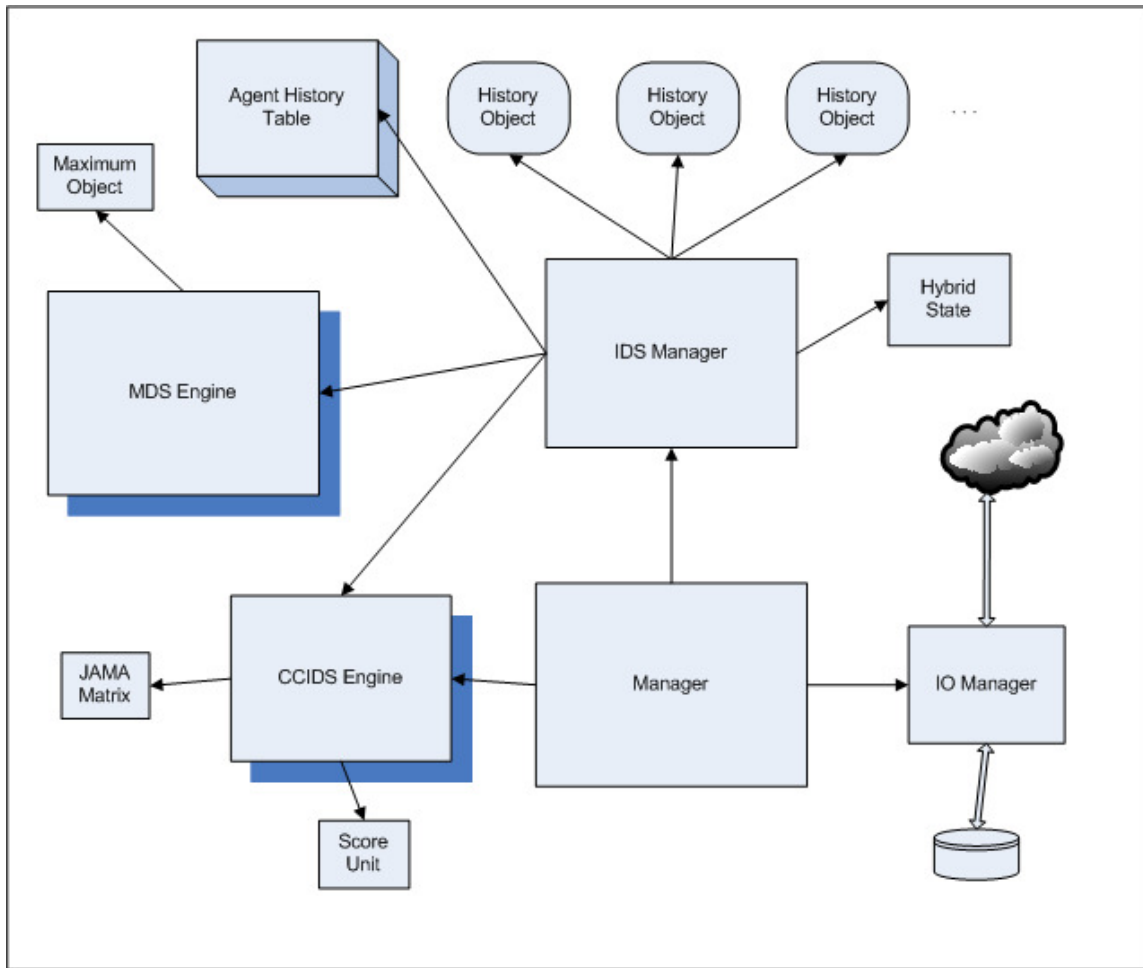 Agent History
Table
History
Object
History
Object
History
Object
...
Maximum
Object
Hybrid
State
IDS Manager
MDS Engine
JAMA
Matrix
CCIDS Engine
Manager
IO Manager
Score
Unit